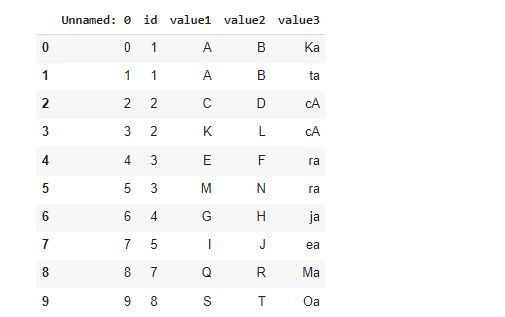 Unnamed: 0 id value1 value2 value3
0 0 1 A B Ka
1 1 1 A B ta
2 2 2 C D cA
3 3 2 K L cA
4 4 3 E F ra
5 5 3 M N ra
6 6 4 G H ja
7 7 5 I J ea
8 8 7 Q R Ma
9 9 8 S T Oa